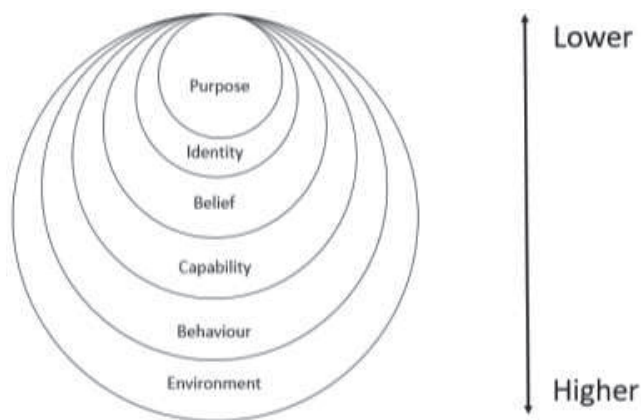 Lower
Purpose
Identity
Belief
Capability
Behaviour
Environment
Higher